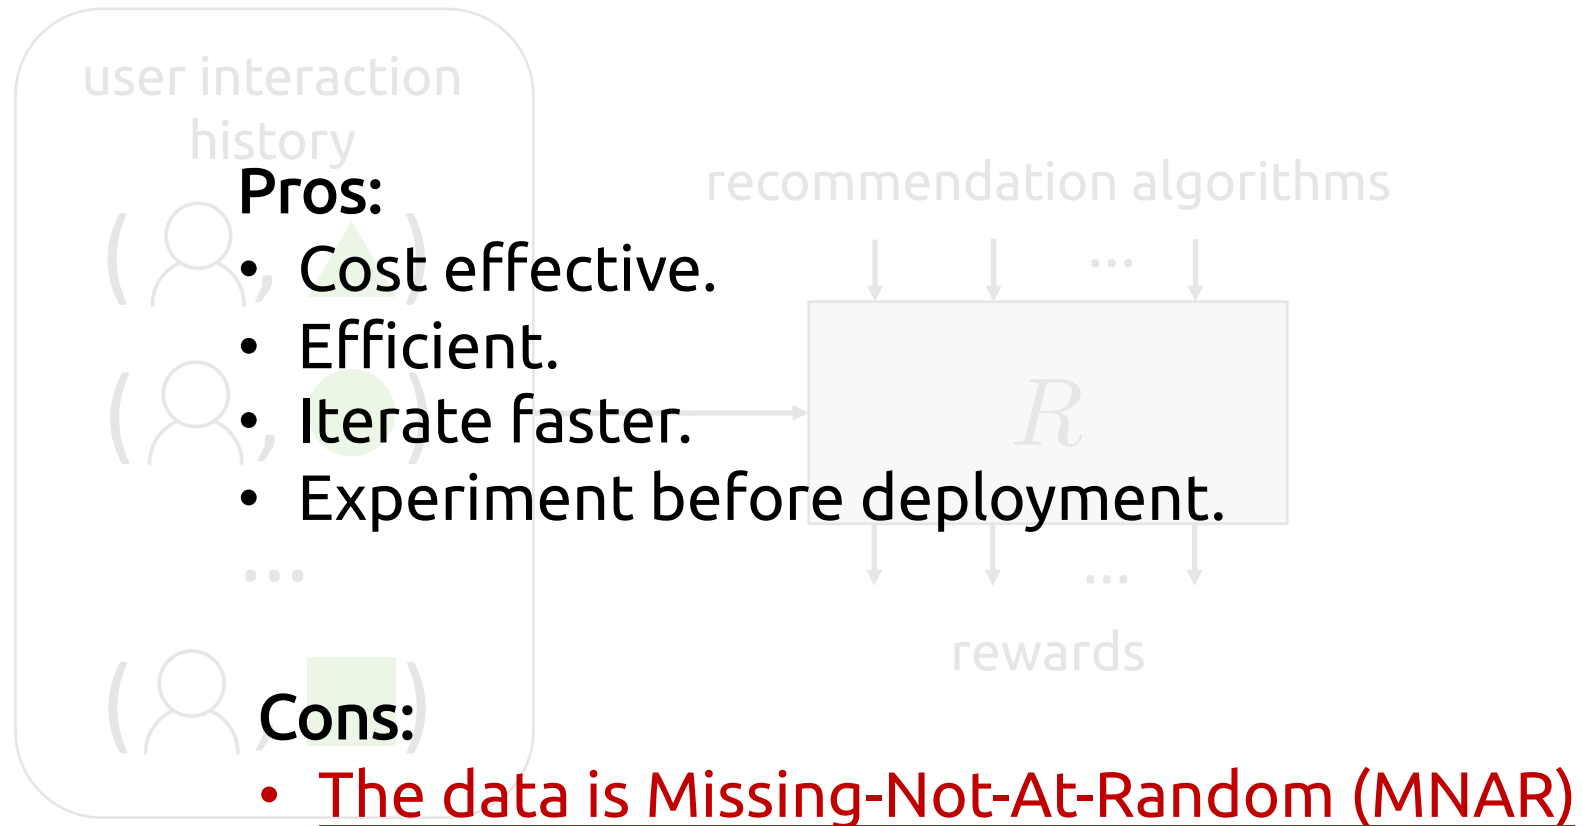 user interaction
history
recommendation algorithms
Pros:
• Cost effective.
• Efficient.
• Iterate faster.
• Experiment before deployment.
( , )
( , )
...
( , )
...
R
...
rewards
Cons:
• The data is Missing-Not-At-Random (MNAR)